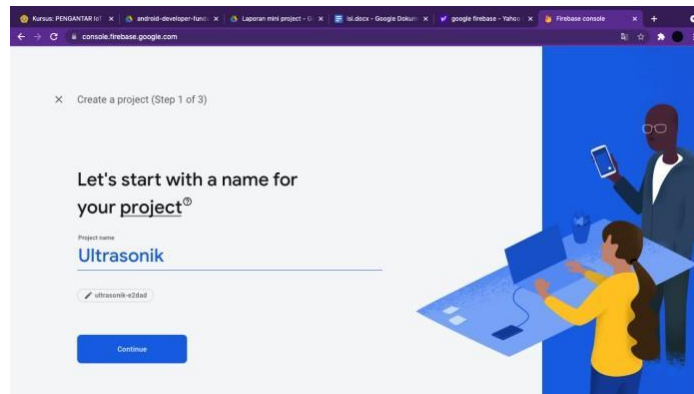 Kursus: PENGANTAR IoT
android-developer-fund
Laporan mini project - G
isi.docx - Google Dokum
google firebase - Yahoo
Firebase console
console.firebase.google.com
Create a project (Step 1 of 3)
Let's start with a name for
your project
Project name
Ultrasonik
ultrasonik-e2dad
Continue